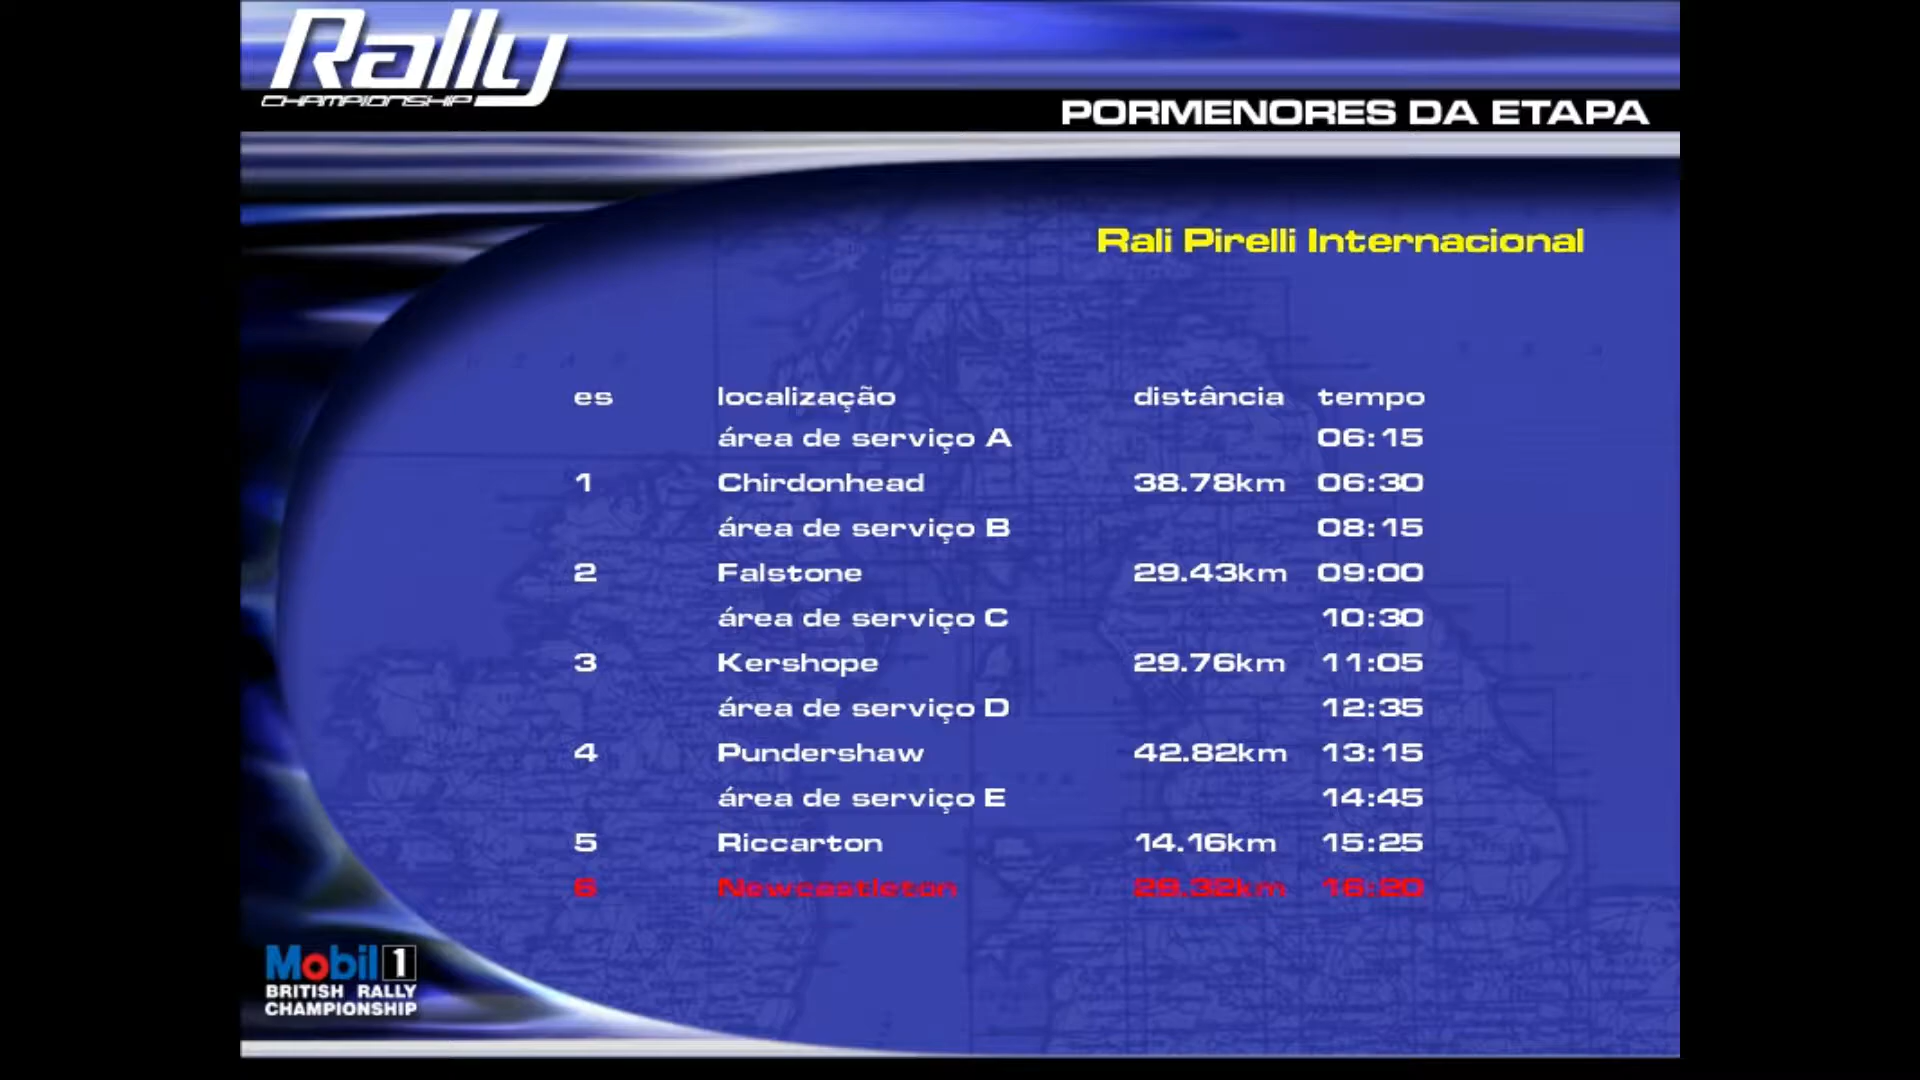 Rally
CHAMPIONSHIP
PORMENORES DA ETAPA
Rali Pirelli Internacional
es localização distância tempo
área de serviço A 06:15
1 Chirdonhead 38.78km 06:30
área de serviço B 08:15
2 Falstone 29.43km 09:00
área de serviço C 10:30
3 Kershope 29.76km 11:05
área de serviço D 12:35
4 Pundershaw 42.82km 13:15
área de serviço E 14:45
5 Riccarton 14.16km 15:25
6 Newcastleton 29.32km 16:20
Mobil 1
BRITISH RALLY
CHAMPIONSHIP